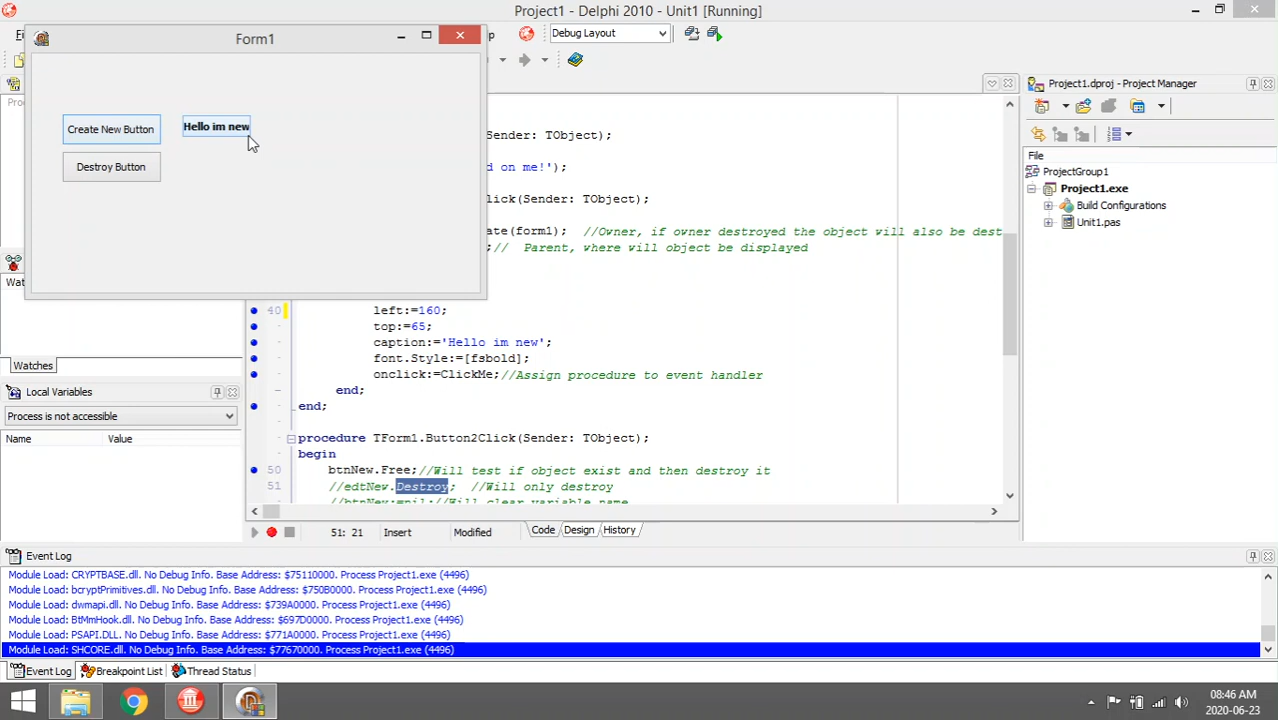 Project1 - Delphi 2010 - Unit1 [Running]
Form1
Debug Layout
Create New Button
Hello im new
Destroy Button
Project1.dproj - Project Manager
File
ProjectGroup1
Project1.exe
Build Configurations
Unit1.pas
Sender: TObject);
d on me!');
lick(Sender: TObject);
ate(form1); //Owner, if owner destroyed the object will also be dest
;// Parent, where will object be displayed
40 left:=160;
top:=65;
caption:='Hello im new';
font.Style:=[fsbold];
onclick:=ClickMe;//Assign procedure to event handler
end;
end;
procedure TForm1.Button2Click(Sender: TObject);
begin
50 btnNew.Free;//Will test if object exist and then destroy it
51 //edtNew.Destroy; //Will only destroy
//btnNew:=nil;//Will clear variable name
Watches
Local Variables
Process is not accessible
Name Value
51: 21 Insert Modified Code Design History
Event Log
Module Load: CRYPTBASE.dll. No Debug Info. Base Address: $75110000. Process Project1.exe (4496)
Module Load: bcryptPrimitives.dll. No Debug Info. Base Address: $750B0000. Process Project1.exe (4496)
Module Load: dwmapi.dll. No Debug Info. Base Address: $739A0000. Process Project1.exe (4496)
Module Load: BtMmHook.dll. No Debug Info. Base Address: $697D0000. Process Project1.exe (4496)
Module Load: PSAPI.DLL. No Debug Info. Base Address: $771A0000. Process Project1.exe (4496)
Module Load: SHCORE.dll. No Debug Info. Base Address: $77670000. Process Project1.exe (4496)
Event Log Breakpoint List Thread Status
08:46 AM
2020-06-23